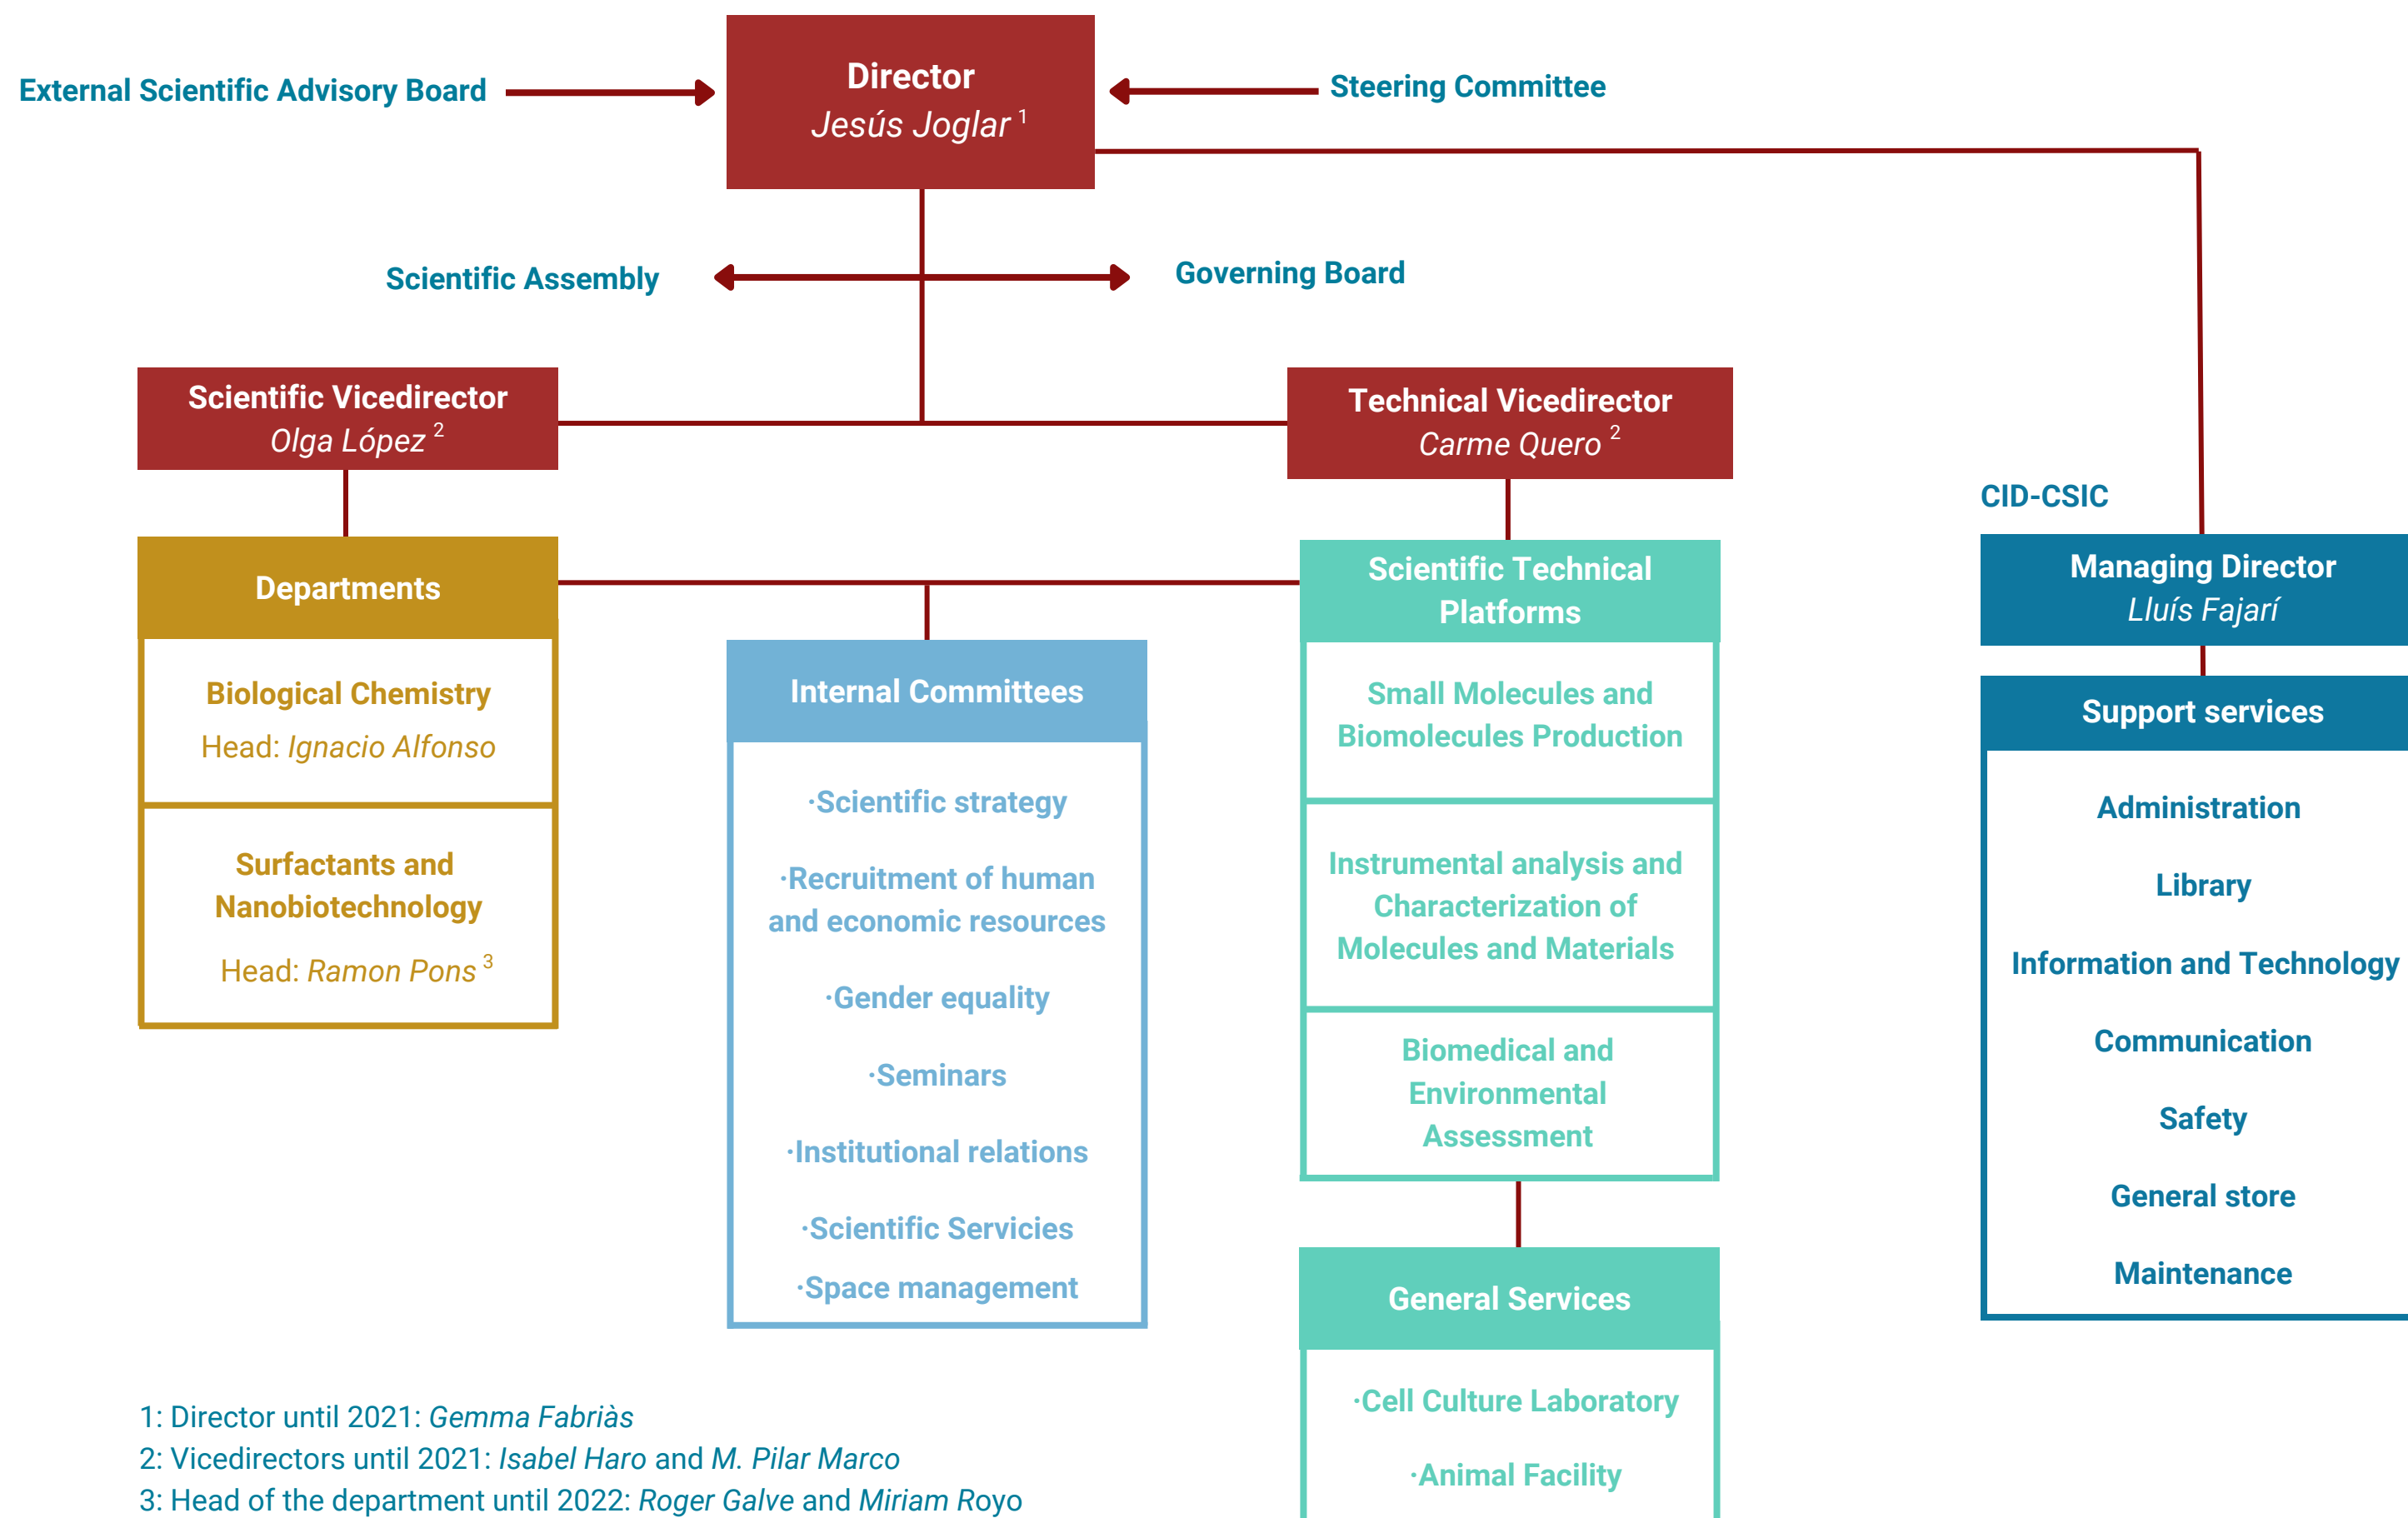 Director
Jesús Joglar 1
External Scientific Advisory Board
Steering Committee
Scientific Assembly
Governing Board
Scientific Vicedirector
Olga López 2
Technical Vicedirector
Carme Quero 2
CID-CSIC
Managing Director
Lluís Fajarí
Departments
Biological Chemistry
Head: Ignacio Alfonso
Surfactants and
Nanobiotechnology
Head: Ramon Pons 3
Internal Committees
·Scientific strategy
·Recruitment of human
and economic resources
·Gender equality
·Seminars
·Institutional relations
·Scientific Servicies
·Space management
Scientific Technical
Platforms
Small Molecules and
Biomolecules Production
Instrumental analysis and
Characterization of
Molecules and Materials
Biomedical and
Environmental
Assessment
General Services
·Cell Culture Laboratory
·Animal Facility
Support services
Administration
Library
Information and Technology
Communication
Safety
General store
Maintenance
1: Director until 2021: Gemma Fabriàs
2: Vicedirectors until 2021: Isabel Haro and M. Pilar Marco
3: Head of the department until 2022: Roger Galve and Miriam Royo